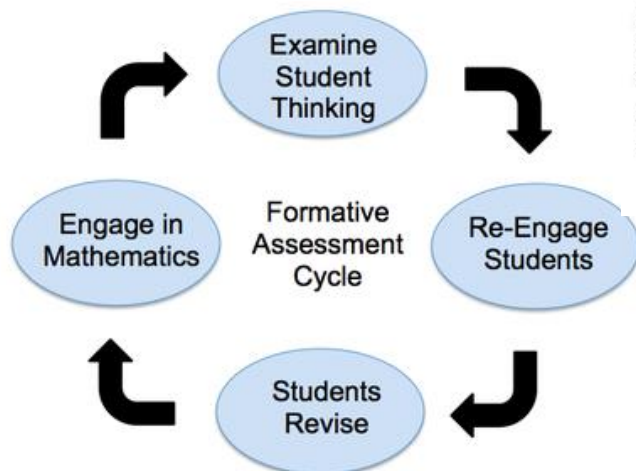 Examine
Student
Thinking
Engage in
Mathematics
Formative
Assessment
Cycle
Re-Engage
Students
Students
Revise